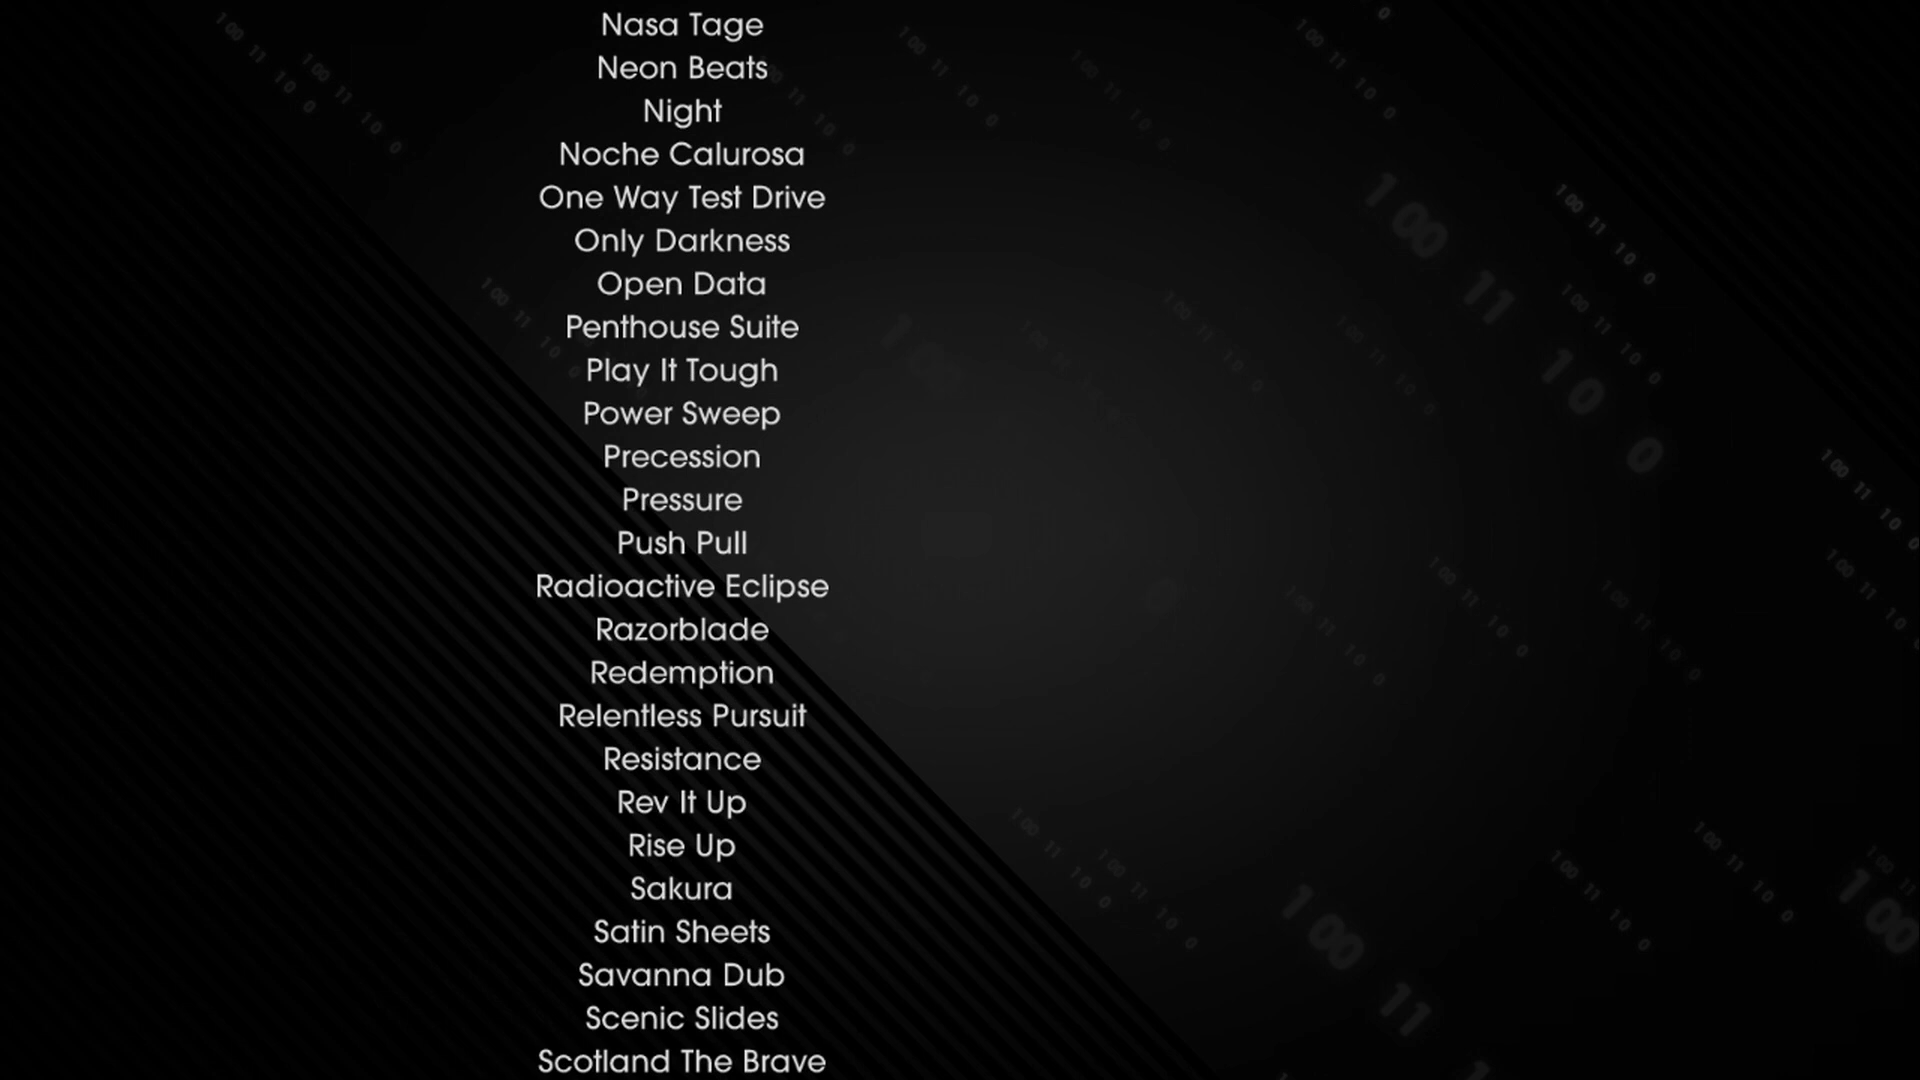 Nasa Tage
Neon Beats
Night
Noche Calurosa
One Way Test Drive
Only Darkness
Open Data
Penthouse Suite
Play It Tough
Power Sweep
Precession
Pressure
Push Pull
Radioactive Eclipse
Razorblade
Redemption
Relentless Pursuit
Resistance
Rev It Up
Rise Up
Sakura
Satin Sheets
Savanna Dub
Scenic Slides
Scotland The Brave